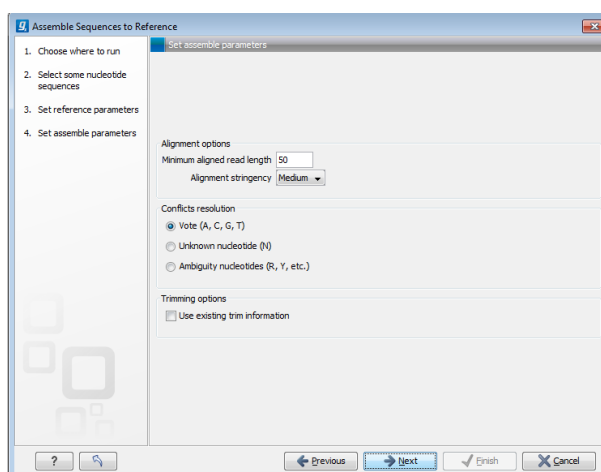 Assemble Sequences to Reference
1. Choose where to run
2. Select some nucleotide
sequences
3. Set reference parameters
4. Set assemble parameters
Set assemble parameters
Alignment options
Minimum aligned read length 50
Alignment stringency Medium
Conflicts resolution
Vote (A, C, G, T)
Unknown nucleotide (N)
Ambiguity nucleotides (R, Y, etc.)
Trimming options
Use existing trim information
? Previous Next Finish Cancel